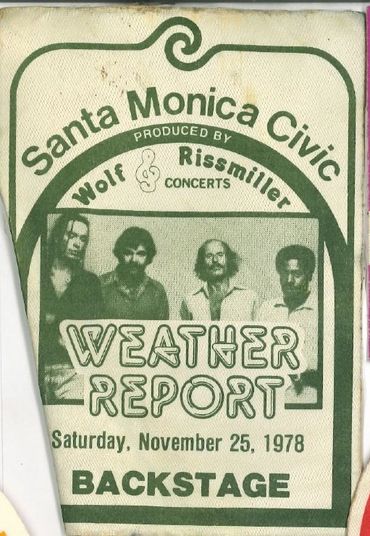 Santa Monica Civic
PRODUCED BY
Wolf & Rissmiller
CONCERTS
WEATHER
REPORT
Saturday, November 25, 1978
BACKSTAGE